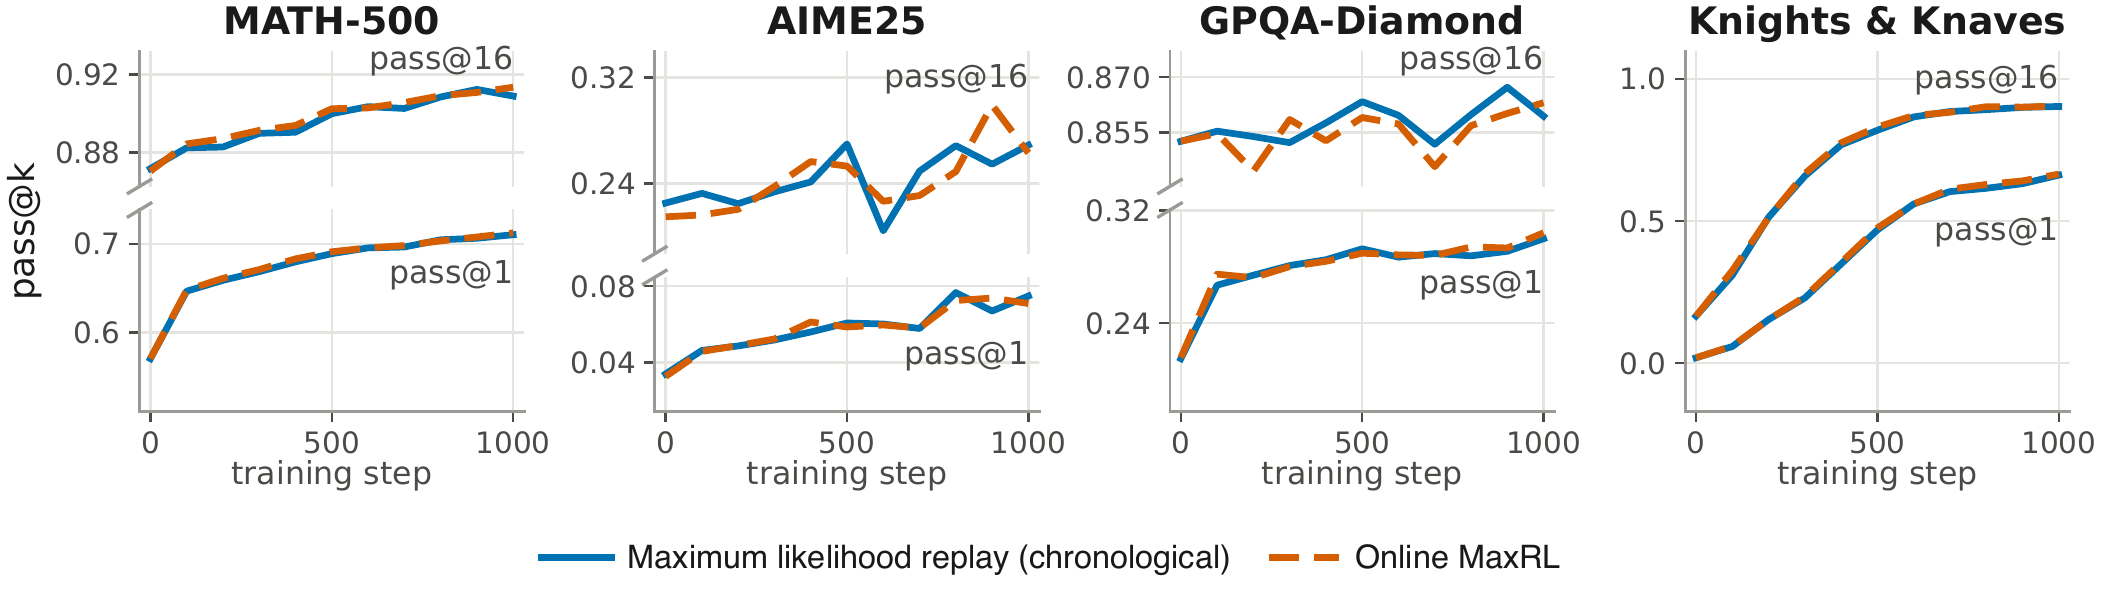 MATH-500
AIME25
GPQA-Diamond
Knights & Knaves
pass@k
0.92
0.88
0.7
0.6
pass@16
pass@1
0
500
1000
training step
0.32
0.24
0.08
0.04
pass@16
pass@1
0
500
1000
training step
0.870
0.855
0.32
0.24
pass@16
pass@1
0
500
1000
training step
1.0
0.5
0.0
pass@16
pass@1
0
500
1000
training step
Maximum likelihood replay (chronological)
Online MaxRL